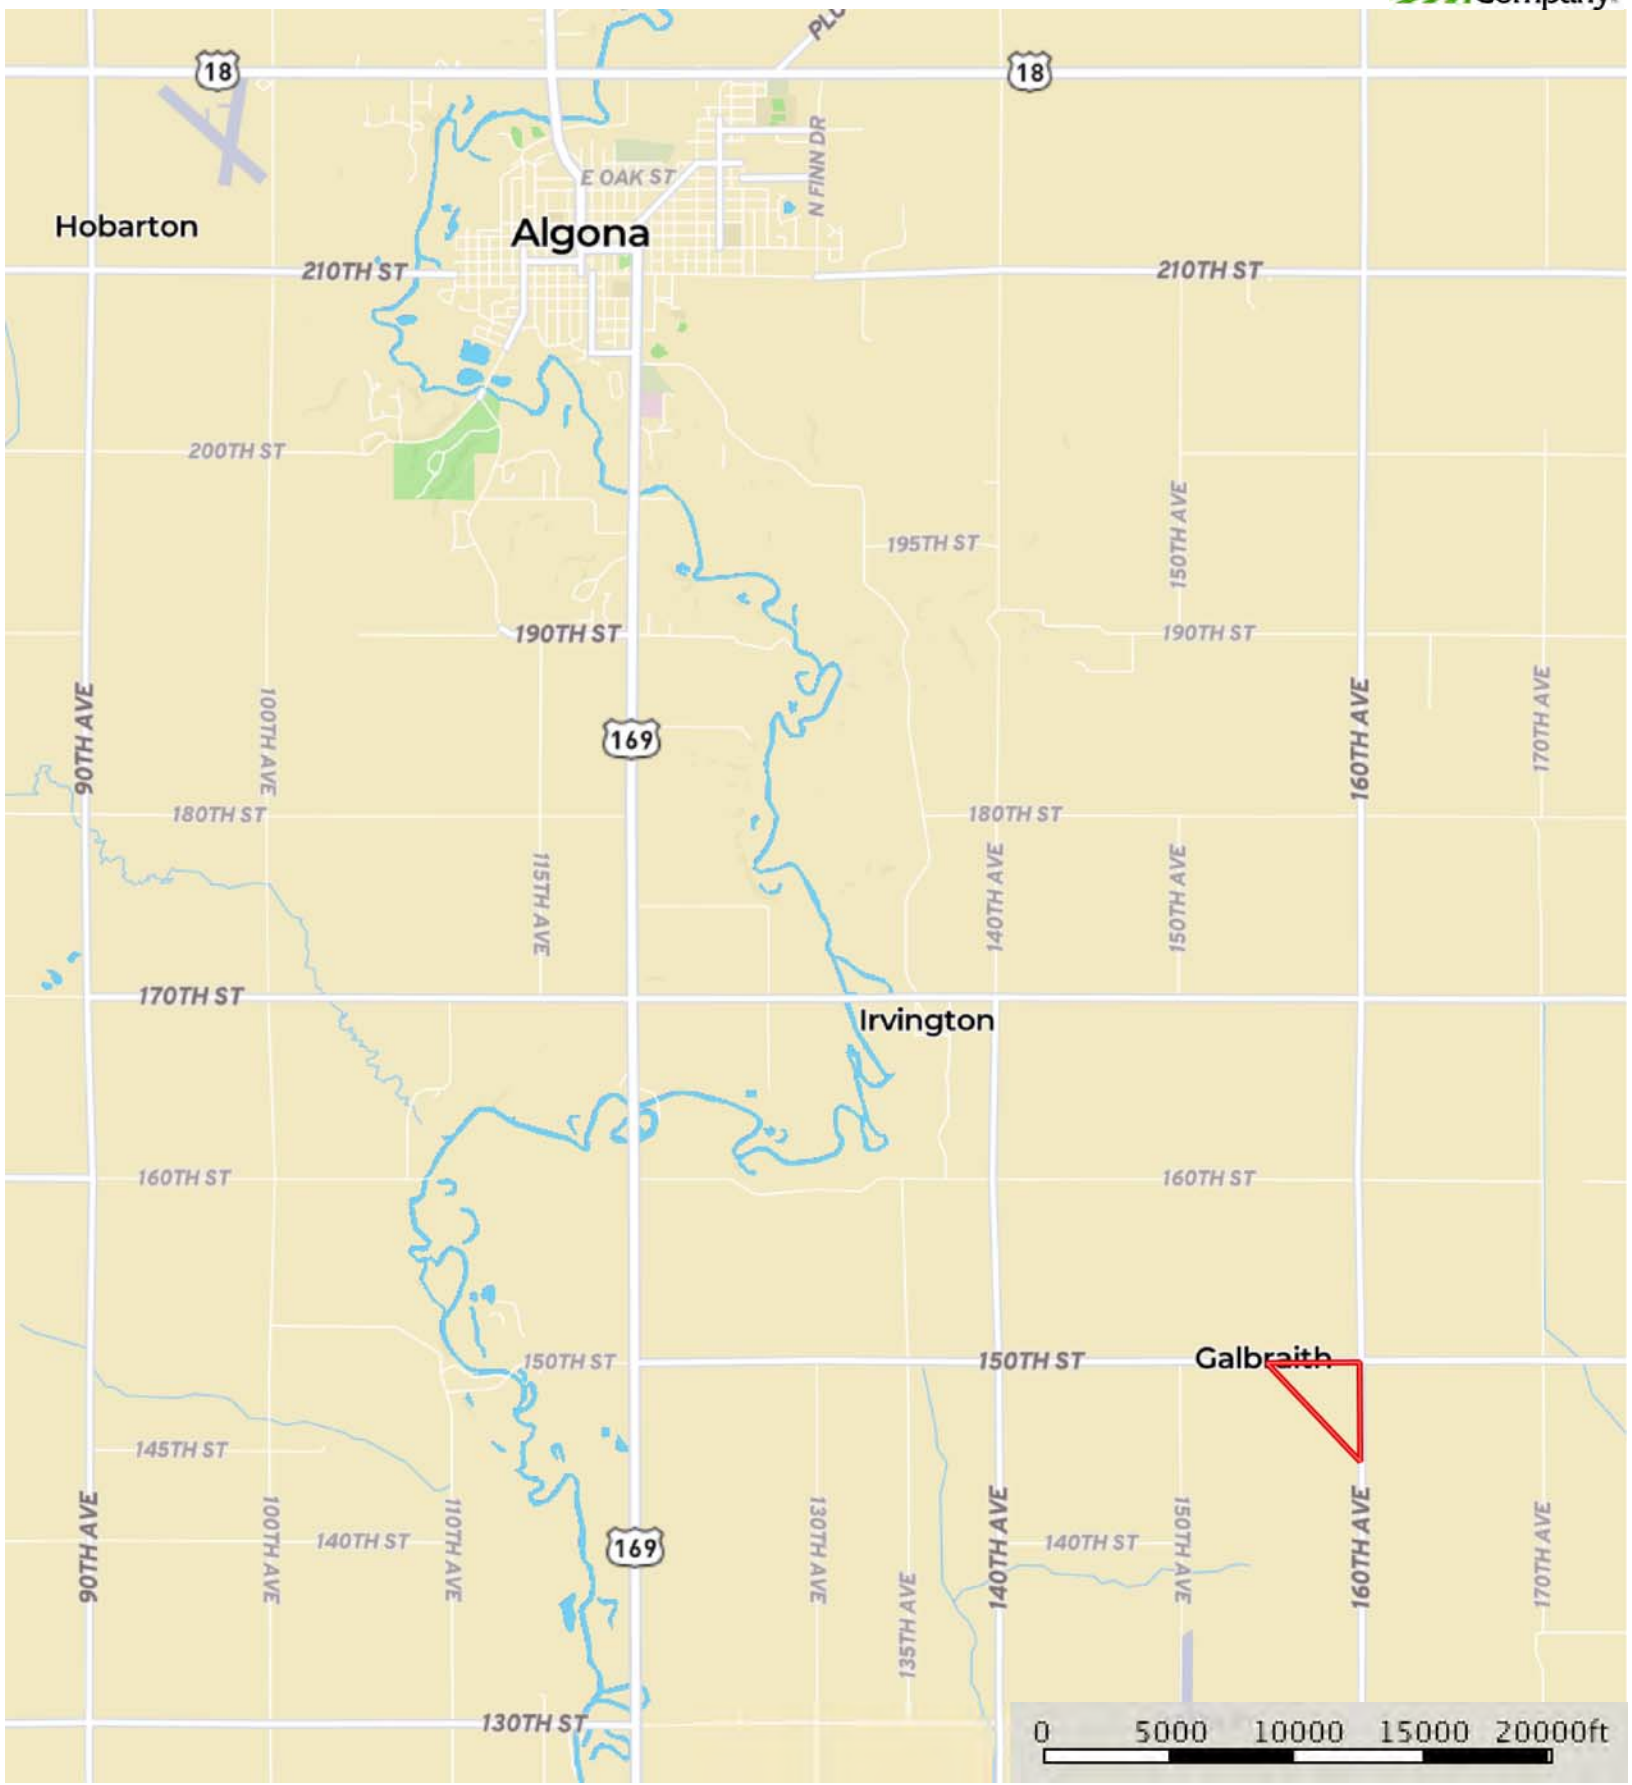 Company
PLU
18
18
N FINN DR
E OAK ST
Hobarton
Algona
210TH ST
210TH ST
200TH ST
150TH AVE
195TH ST
190TH ST
190TH ST
90TH AVE
100TH AVE
169
160TH AVE
170TH AVE
180TH ST
180TH ST
115TH AVE
140TH AVE
150TH AVE
170TH ST
Irvington
160TH ST
160TH ST
150TH ST
150TH ST
Galbraith
145TH ST
90TH AVE
100TH AVE
140TH ST
110TH AVE
169
130TH AVE
135TH AVE
140TH AVE
140TH ST
150TH AVE
160TH AVE
170TH AVE
130TH ST
0 5000 10000 15000 20000ft